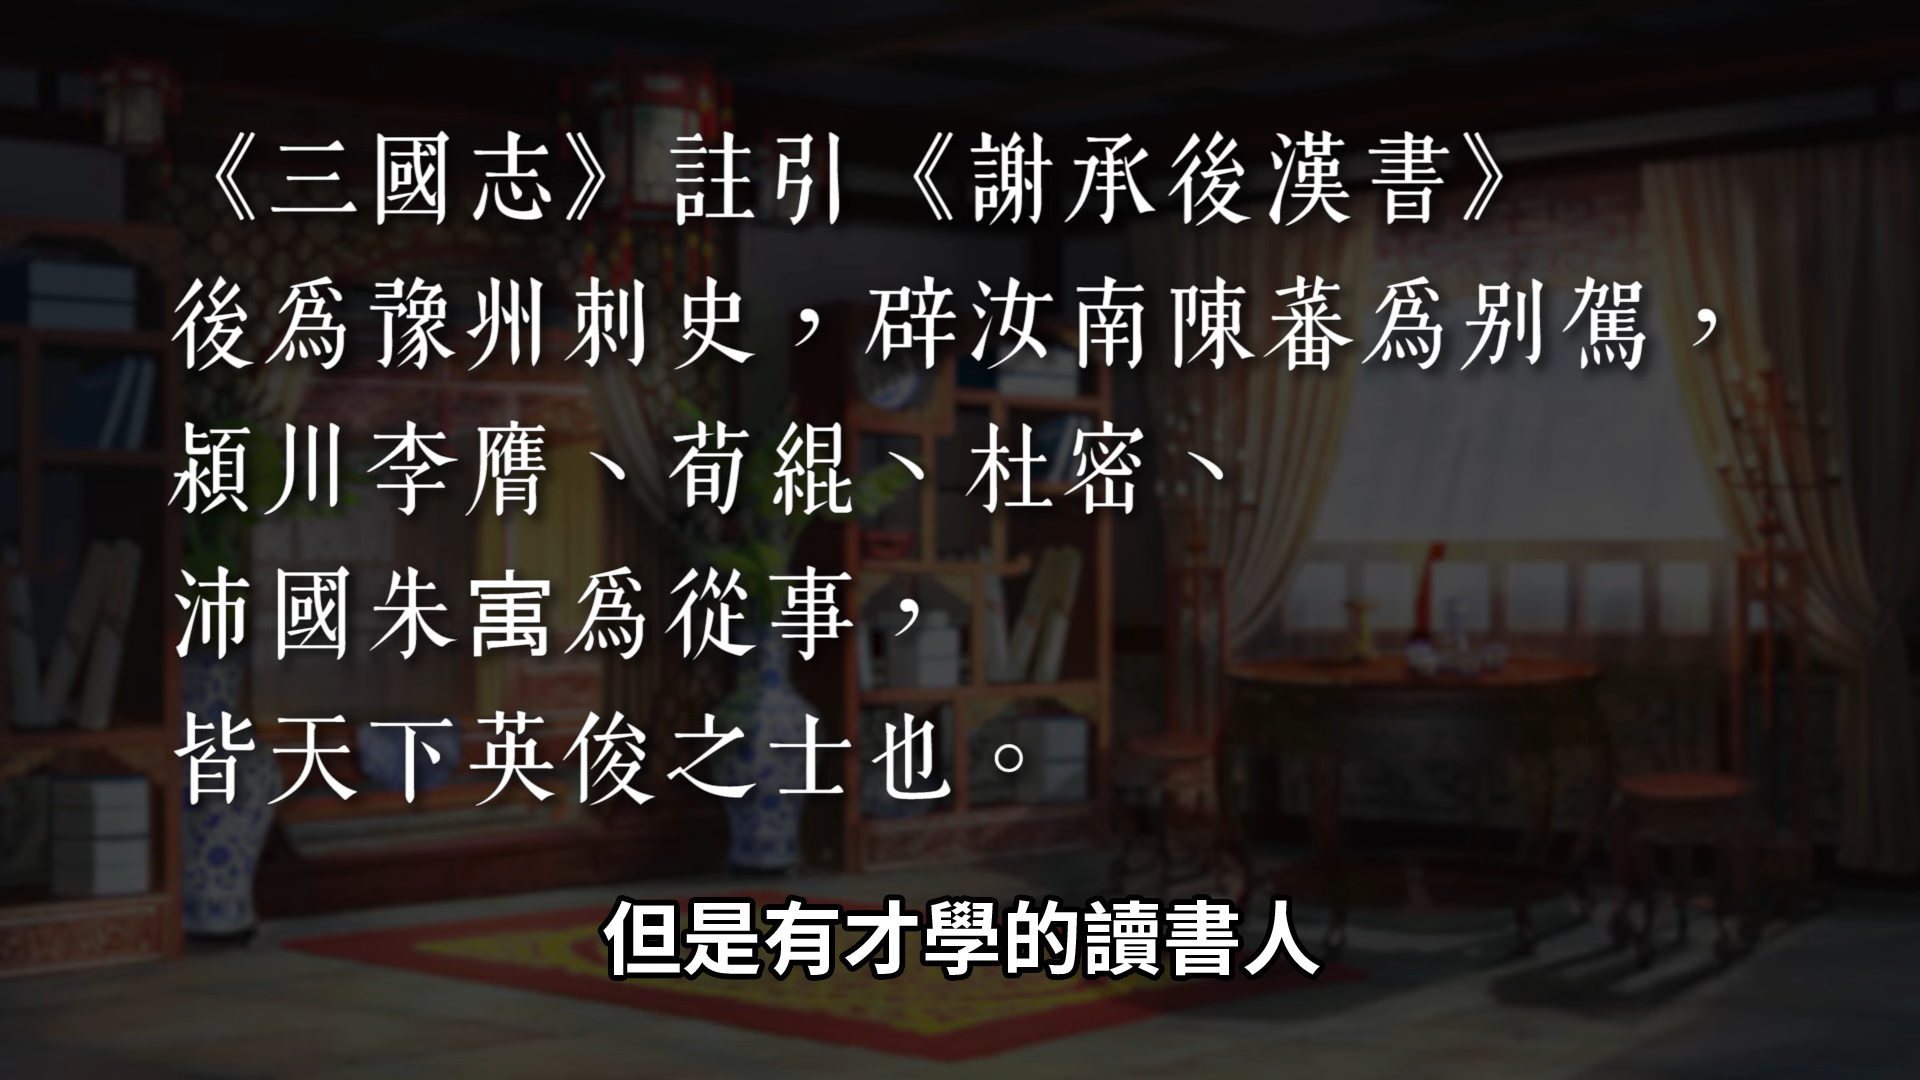 《三國志》註引《謝承後漢書》
後爲豫州刺史，辟汝南陳蕃爲別駕，
潁川李膺、荀緄、杜密、
沛國朱㝢爲從事，
皆天下英俊之士也。
但是有才學的讀書人